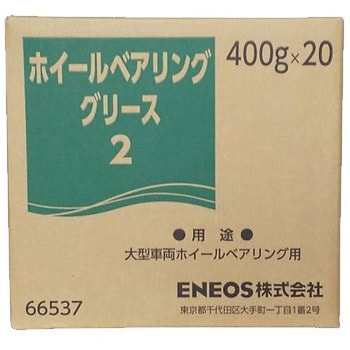 ホイールベアリング
グリース
2
400g×20
● 用 途 ●
大型車両ホイールベアリング用
66537
ENEOS株式会社
東京都千代田区大手町一丁目1番2号